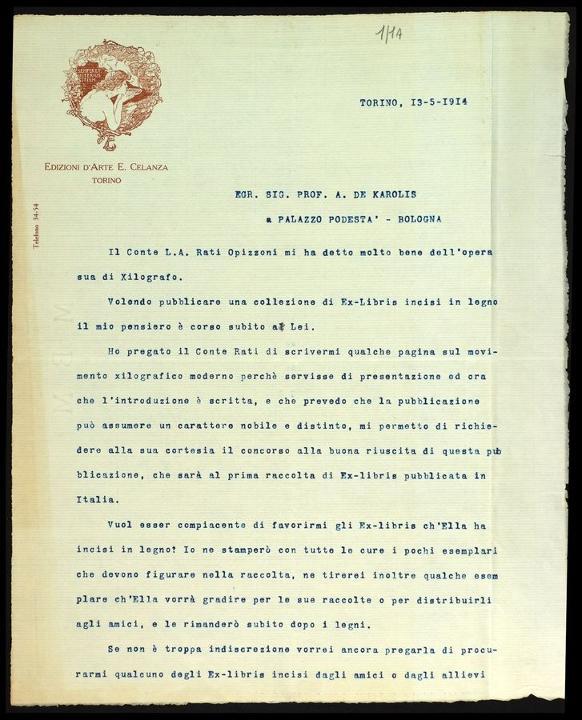 1/1A
TORINO, 13-5-1914
EDIZIONI D'ARTE E. CELANZA
TORINO
Telefono 54-54
EGR. SIG. PROF. A. DE KAROLIS
a PALAZZO PODESTA' - BOLOGNA
Il Conte L.A. Rati Opizzoni mi ha detto molto bene dell'opera
sua di Xilografo.
Volendo pubblicare una collezione di Ex-Libris incisi in legno
il mio pensiero è corso subito a Lei.
Ho pregato il Conte Rati di scrivermi qualche pagina sul movi-
mento xilografico moderno perchè servisse di presentazione ed ora
che l'introduzione è scritta, e che prevedo che la pubblicazione
può assumere un carattere nobile e distinto, mi permetto di richie-
dere alla sua cortesia il concorso alla buona riuscita di questa pub
blicazione, che sarà al prima raccolta di Ex-libris pubblicata in
Italia.
Vuol esser compiacente di favorirmi gli Ex-libris ch'Ella ha
incisi in legno? Io ne stamperò con tutte le cure i pochi esemplari
che devono figurare nella raccolta, ne tirerei inoltre qualche esem
plare ch'Ella vorrà gradire per le sue raccolte o per distribuirli
agli amici, e le rimanderò subito dopo i legni.
Se non è troppa indiscrezione vorrei ancora pregarla di procu-
rarmi qualcuno degli Ex-libris incisi dagli amici o dagli allievi